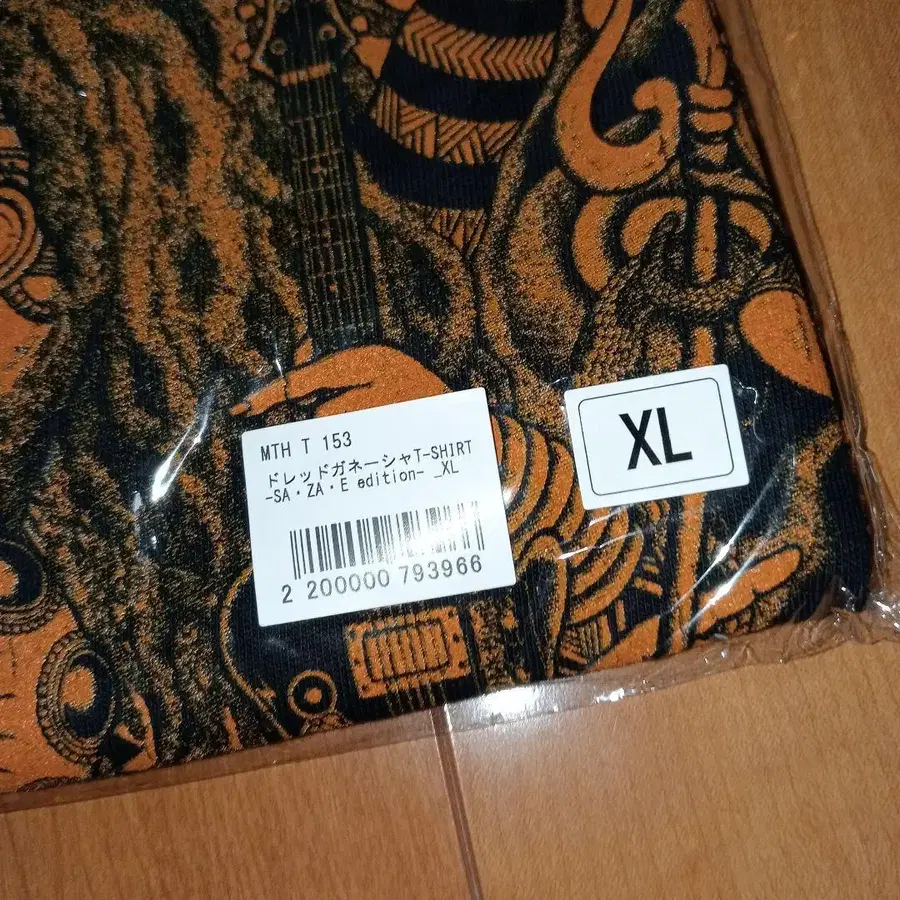 MTH T 153
ドレッドガネーシャT-SHIRT
-SA・ZA・E edition- _XL
2 200000 793966
XL